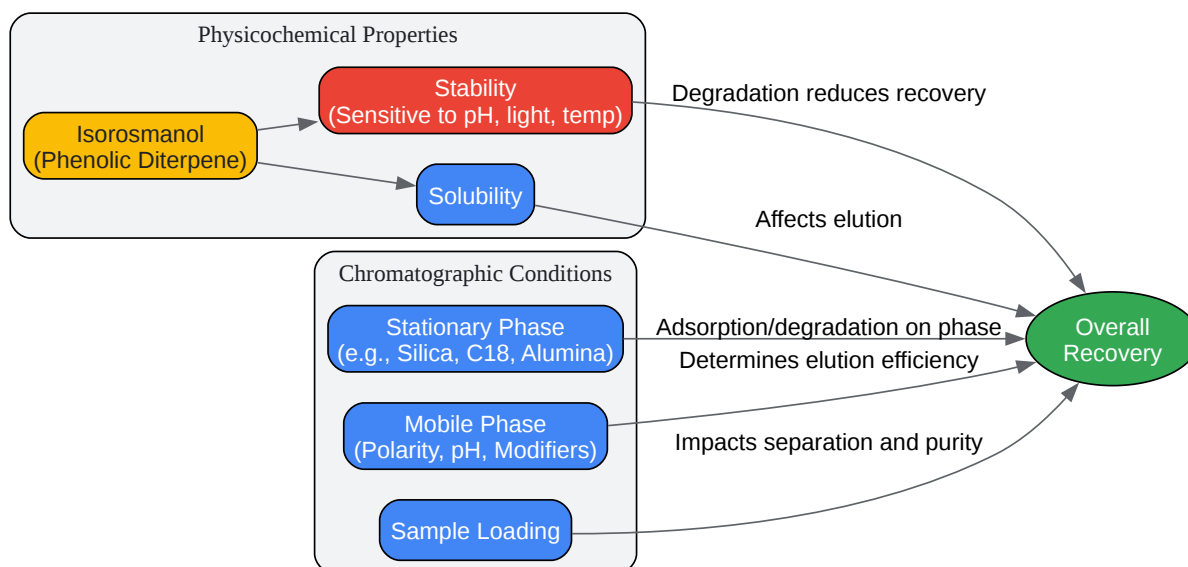 Physicochemical Properties
Isorosmanol
(Phenolic Diterpene)
Stability
(Sensitive to pH, light, temp)
Solubility
Degradation reduces recovery
Affects elution
Chromatographic Conditions
Stationary Phase
(e.g., Silica, C18, Alumina)
Adsorption/degradation on phase
Mobile Phase
(Polarity, pH, Modifiers)
Determines elution efficiency
Sample Loading
Impacts separation and purity
Overall
Recovery